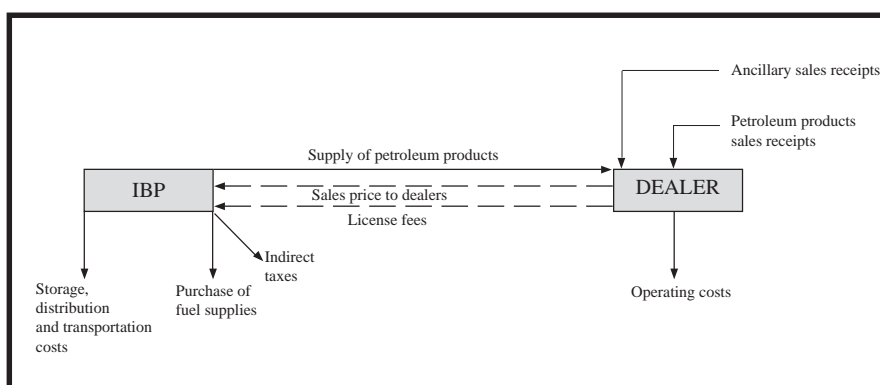 Ancillary sales receipts
Petroleum products
sales receipts
Supply of petroleum products
IBP
DEALER
Sales price to dealers
License fees
Indirect
taxes
Storage,
distribution
and transportation
costs
Purchase of
fuel supplies
Operating costs